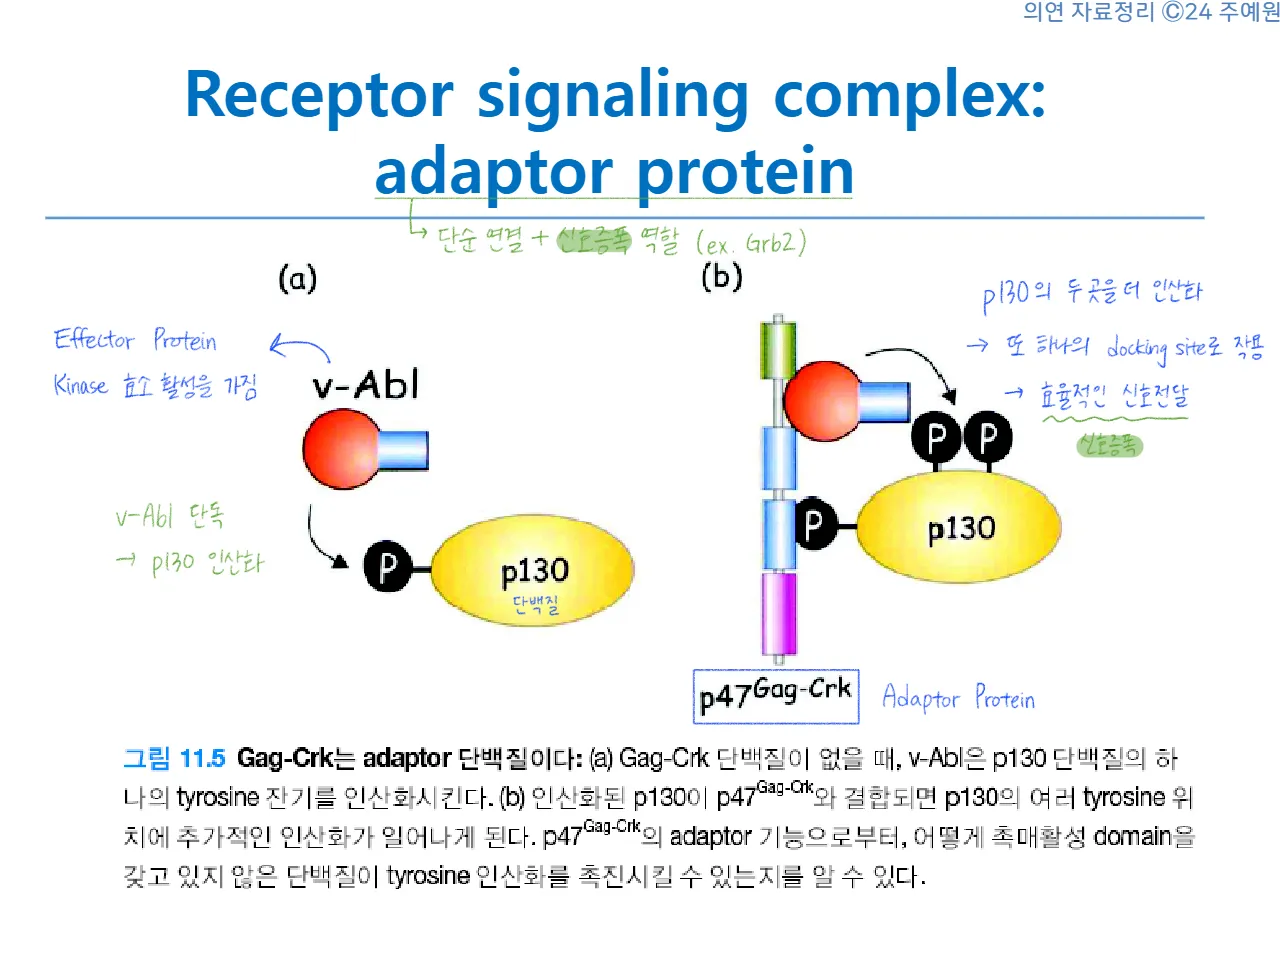 의연 자료정리 Ⓒ24 주예원
Receptor signaling complex:
adaptor protein
↳ 단순 연결 + 신호증폭 역할 (ex. Grb2)
(a)
(b)
Effector Protein
Kinase 효소 활성을 가짐
v-Abl
v-Abl 단독
→ p130 인산화
P
p130
단백질
p130의 두 곳을 더 인산화
→ 또 하나의 docking site로 작용
→ 효율적인 신호전달
신호증폭
P P
P
p130
p47Gag-Crk
Adaptor Protein
그림 11.5 Gag-Crk는 adaptor 단백질이다: (a) Gag-Crk 단백질이 없을 때, v-Abl은 p130 단백질의 하
나의 tyrosine 잔기를 인산화시킨다. (b) 인산화된 p130이 p47Gag-Crk와 결합되면 p130의 여러 tyrosine 위
치에 추가적인 인산화가 일어나게 된다. p47Gag-Crk의 adaptor 기능으로부터, 어떻게 촉매활성 domain을
갖고 있지 않은 단백질이 tyrosine 인산화를 촉진시킬 수 있는지를 알 수 있다.